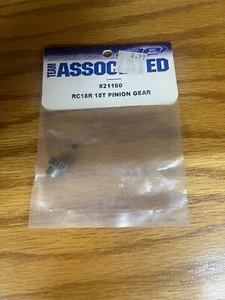 TEAM
ASSOCIATED
#21160
RC18R 18T PINION GEAR